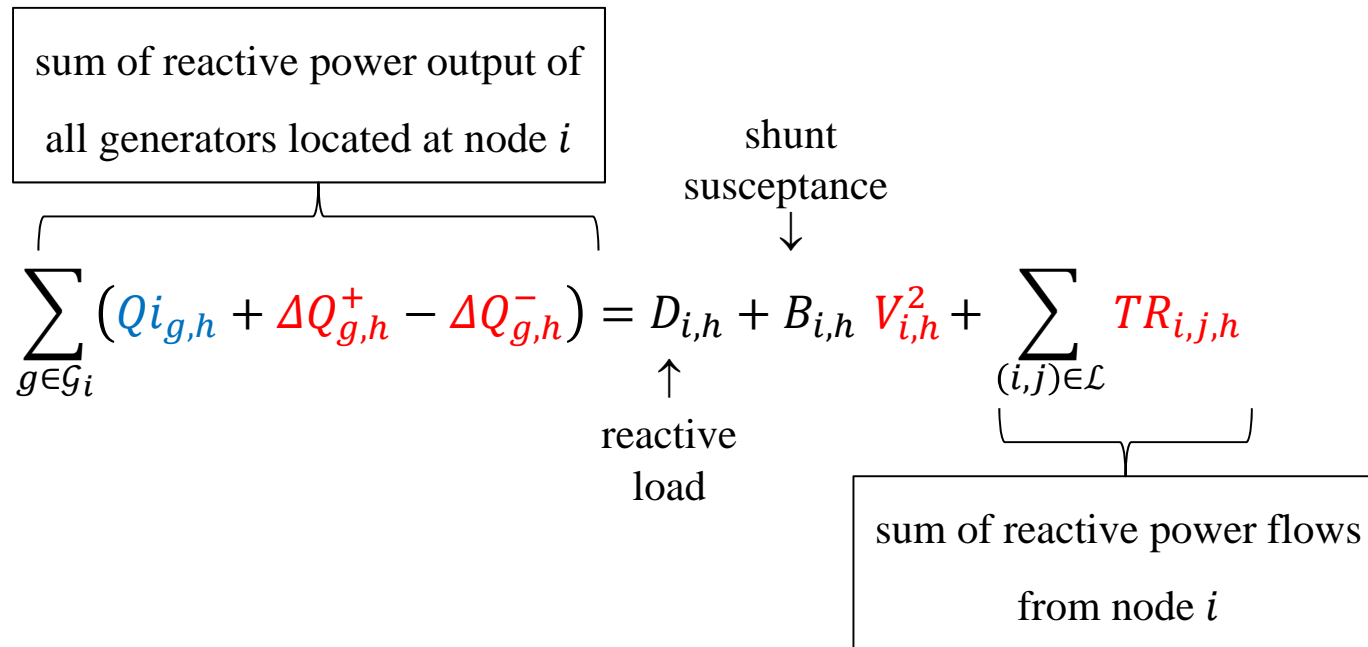 sum of reactive power output of
all generators located at node 𝑖
shunt
susceptance
↓
∑_{g∈𝒢_i} (Qi_{g,h} + ΔQ^+_{g,h} − ΔQ^−_{g,h}) = D_{i,h} + B_{i,h} V^2_{i,h} + ∑_{(i,j)∈ℒ} TR_{i,j,h}
↑
reactive
load
sum of reactive power flows
from node 𝑖